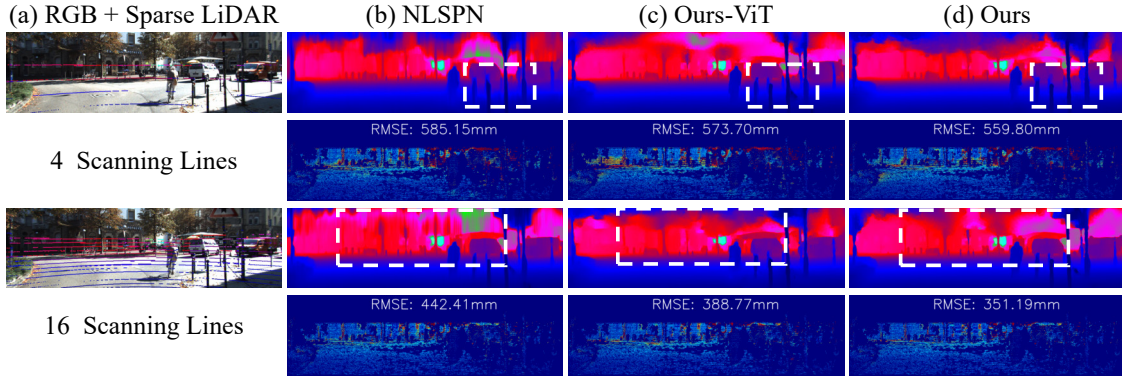 (a) RGB + Sparse LiDAR
(b) NLSPN
(c) Ours-ViT
(d) Ours
4 Scanning Lines
RMSE: 585.15mm
RMSE: 573.70mm
RMSE: 559.80mm
16 Scanning Lines
RMSE: 442.41mm
RMSE: 388.77mm
RMSE: 351.19mm